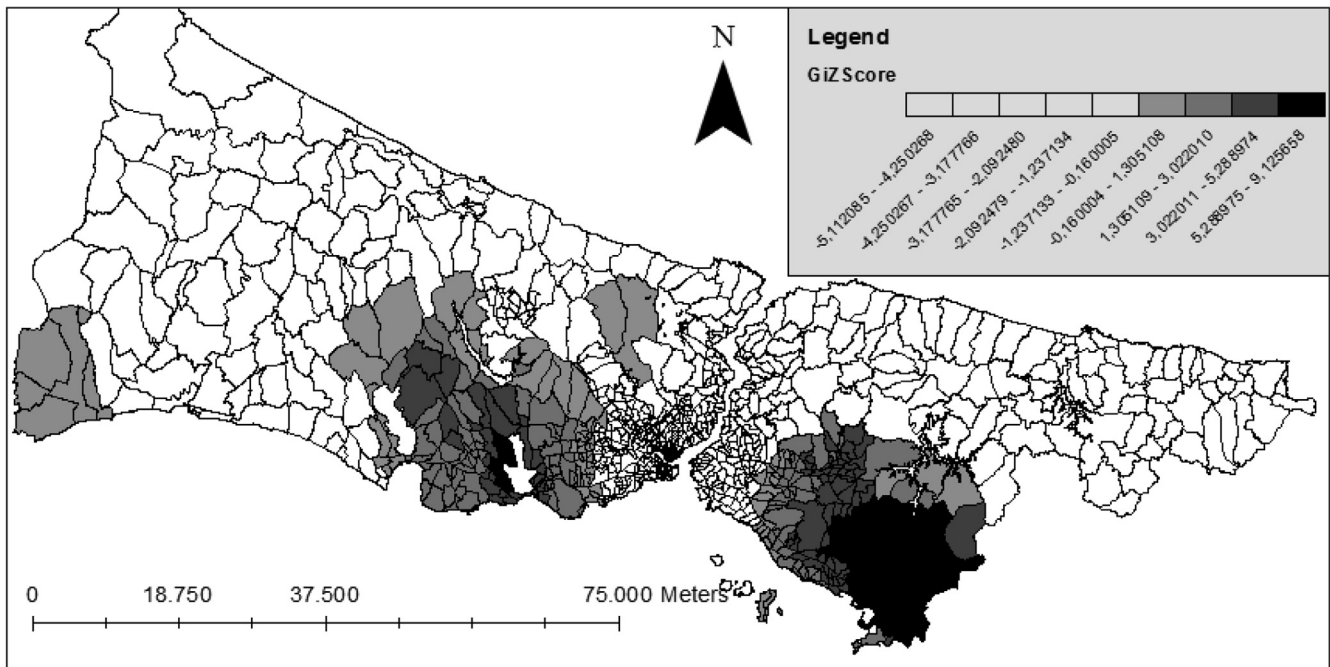 N
Legend
GiZScore
-5,112085 - -4,250268
-4,250267 - -3,177766
-3,177765 - -2,092480
-2,092479 - -1,237134
-1,237133 - -0,160005
-0,160004 - 1,305108
1,305109 - 3,022010
3,022011 - 5,288974
5,288975 - 9,125658
0 18.750 37.500 75.000 Meters